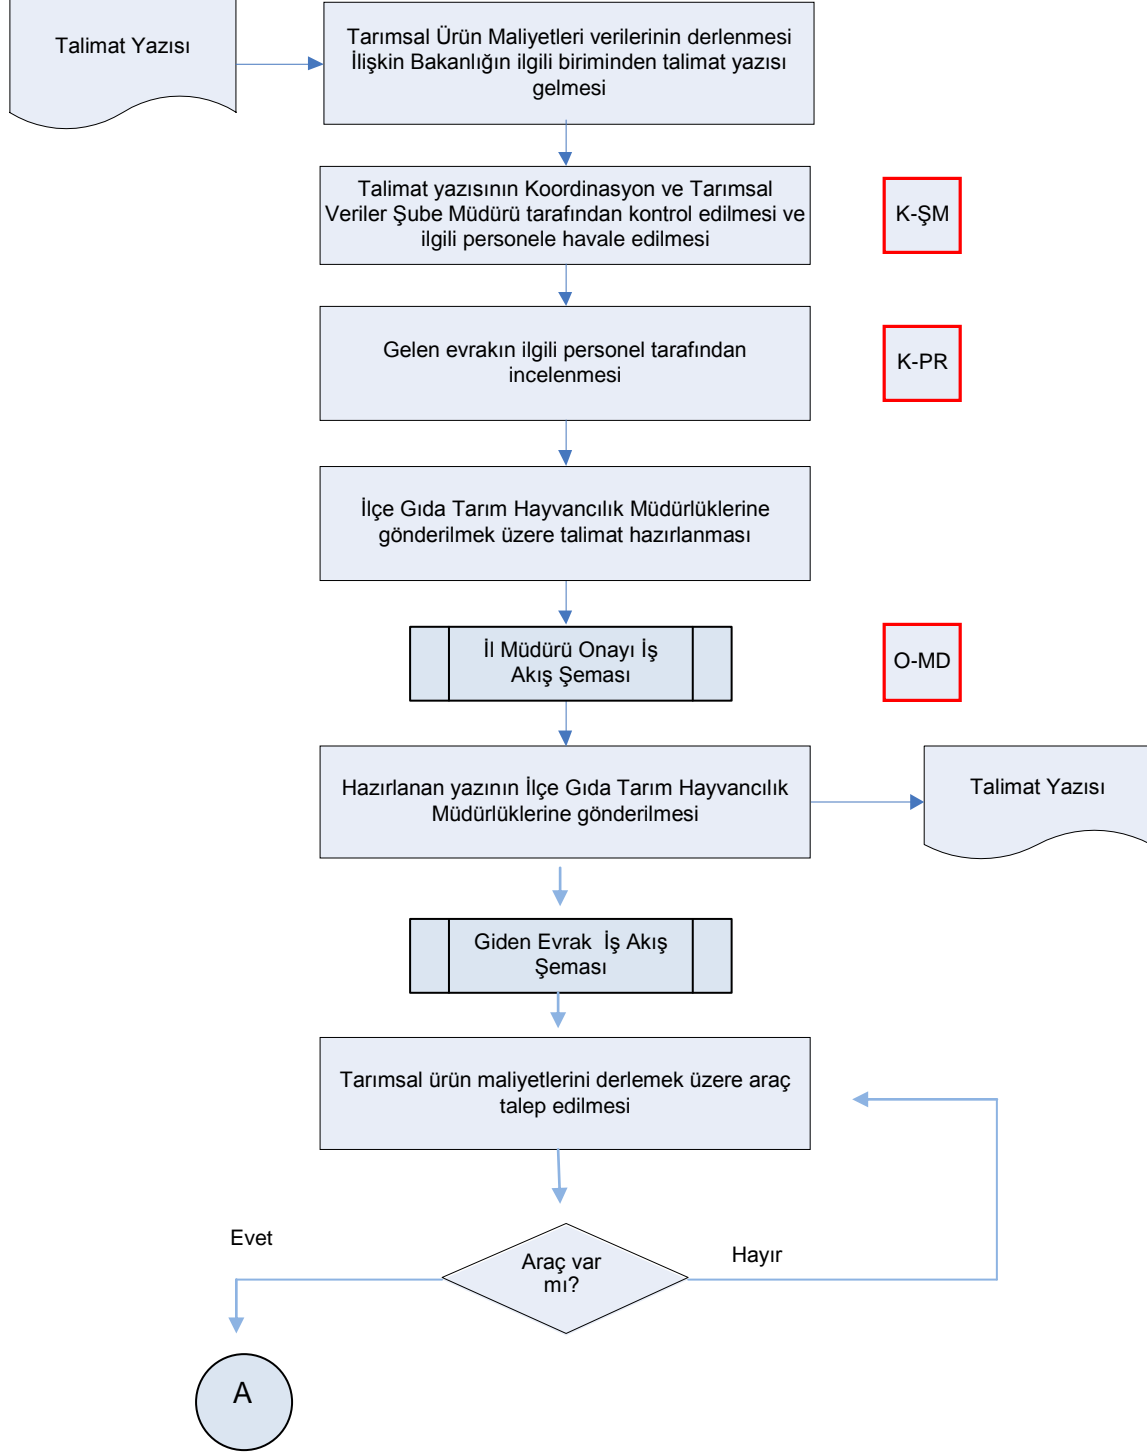 Talimat Yazısı
Tarımsal Ürün Maliyetleri verilerinin derlenmesi
İlişkin Bakanlığın ilgili biriminden talimat yazısı
gelmesi
Talimat yazısının Koordinasyon ve Tarımsal
Veriler Şube Müdürü tarafından kontrol edilmesi ve
ilgili personele havale edilmesi
K-ŞM
Gelen evrakın ilgili personel tarafından
incelenmesi
K-PR
İlçe Gıda Tarım Hayvancılık Müdürlüklerine
gönderilmek üzere talimat hazırlanması
İl Müdürü Onayı İş
Akış Şeması
O-MD
Hazırlanan yazının İlçe Gıda Tarım Hayvancılık
Müdürlüklerine gönderilmesi
Talimat Yazısı
Giden Evrak  İş Akış
Şeması
Tarımsal ürün maliyetlerini derlemek üzere araç
talep edilmesi
Evet
Araç var
mı?
Hayır
A